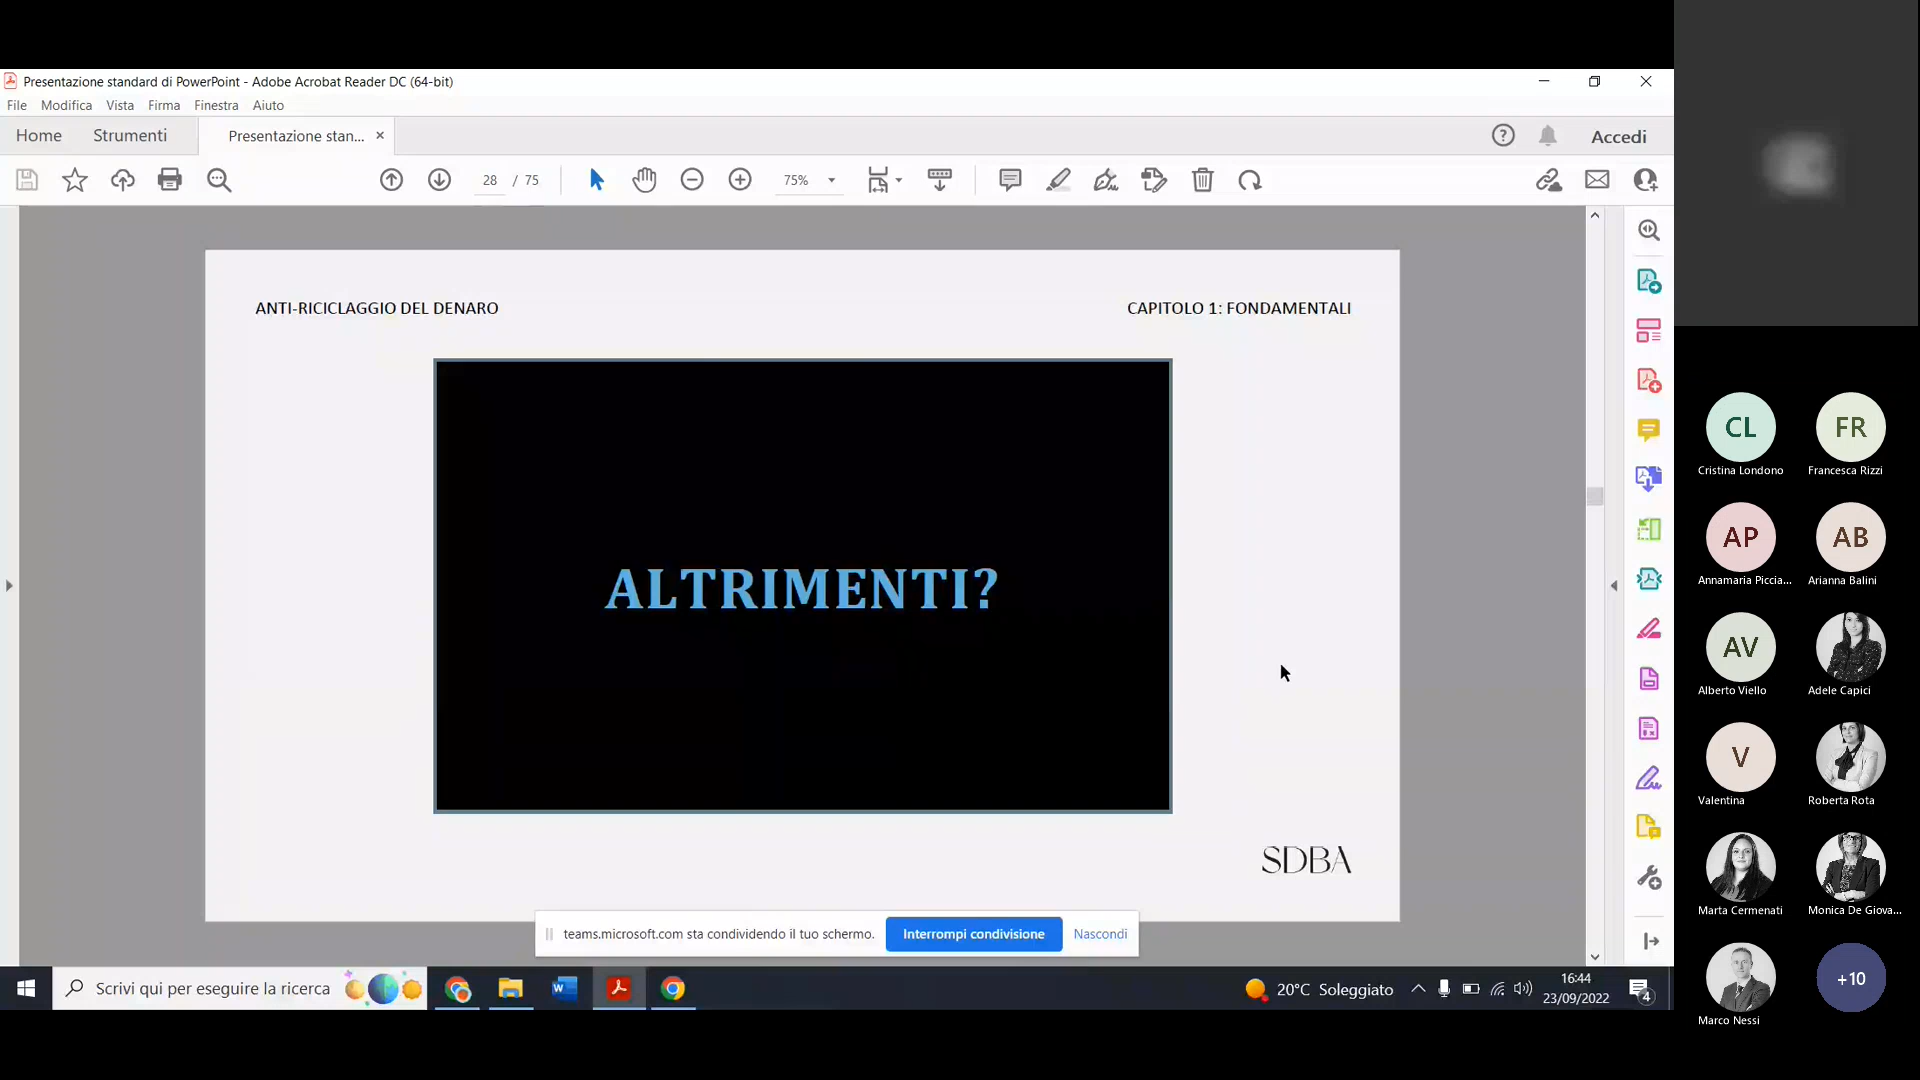 Presentazione standard di PowerPoint - Adobe Acrobat Reader DC (64-bit)
File Modifica Vista Firma Finestra Aiuto
Home Strumenti Presentazione stan... × Accedi
28 / 75 75%
ANTI-RICICLAGGIO DEL DENARO CAPITOLO 1: FONDAMENTALI
ALTRIMENTI?
SDBA
teams.microsoft.com sta condividendo il tuo schermo. Interrompi condivisione Nascondi
Scrivi qui per eseguire la ricerca
20°C Soleggiato
16:44
23/09/2022
4
CL FR
Cristina Londono Francesca Rizzi
AP AB
Annamaria Piccia... Arianna Balini
AV
Alberto Viello Adele Capici
V
Valentina Roberta Rota
Marta Cermenati Monica De Giova...
+10
Marco Nessi